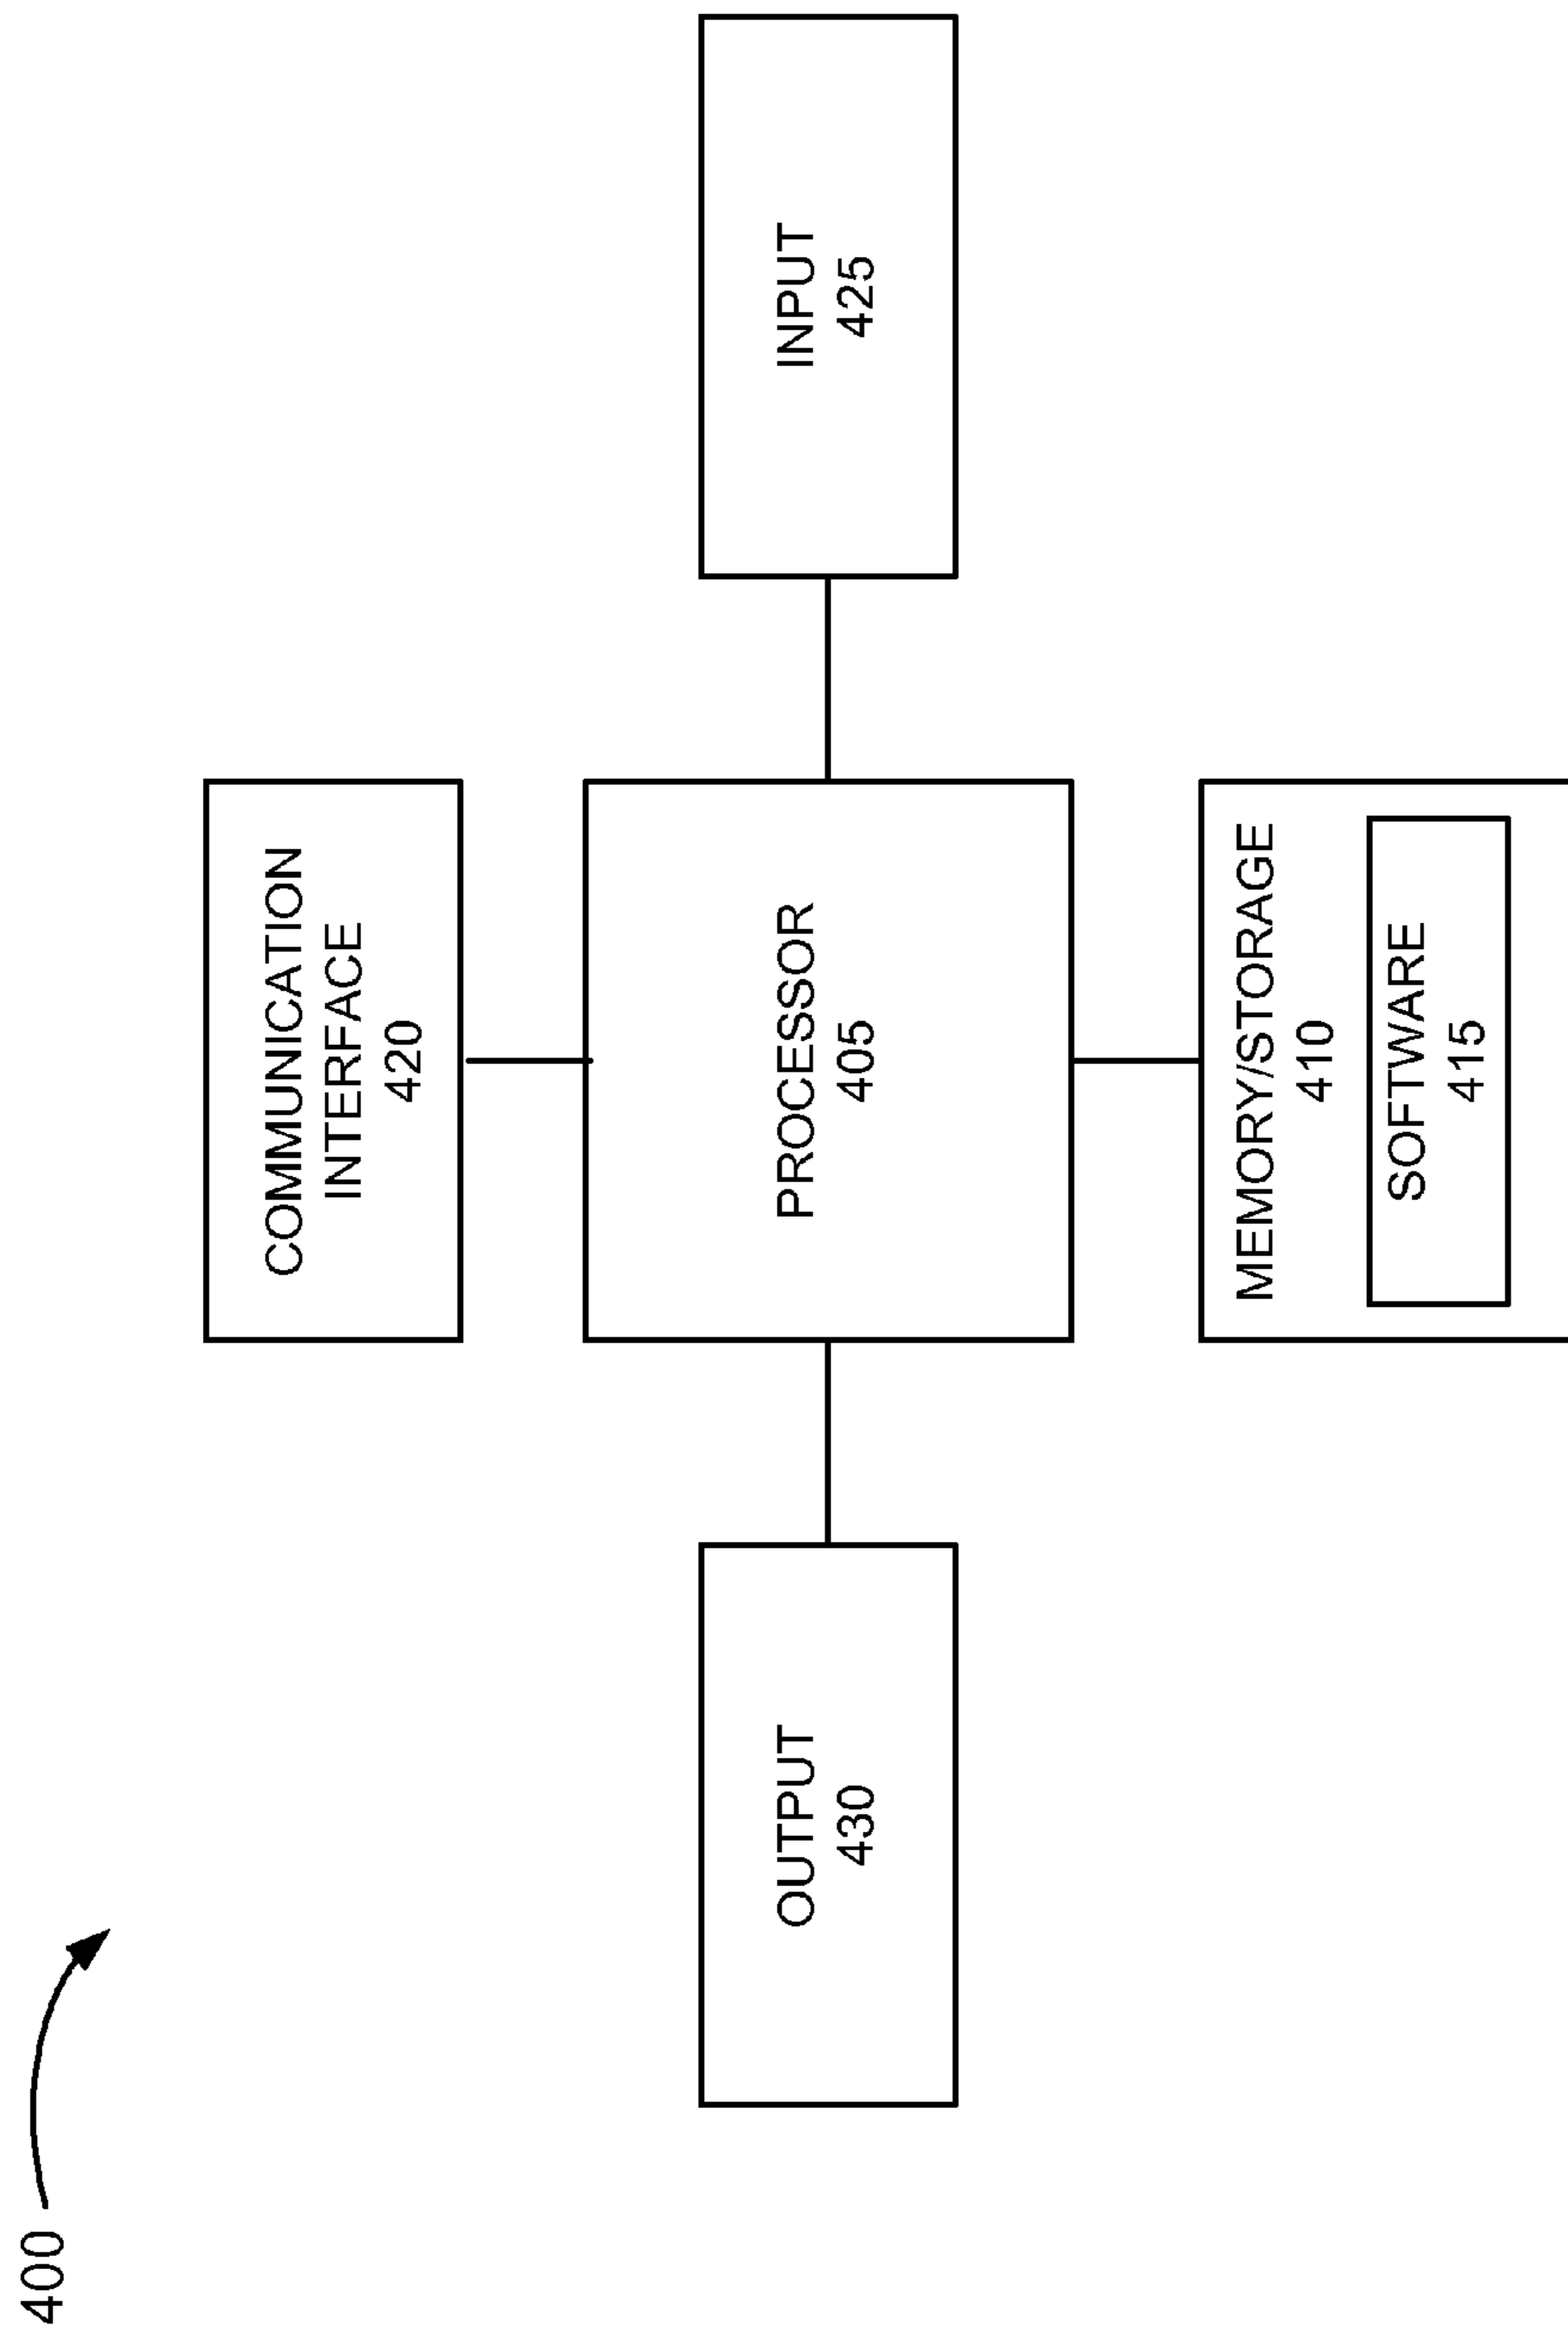 400
COMMUNICATION
INTERFACE
420
OUTPUT
430
PROCESSOR
405
INPUT
425
MEMORY/STORAGE
410
SOFTWARE
415